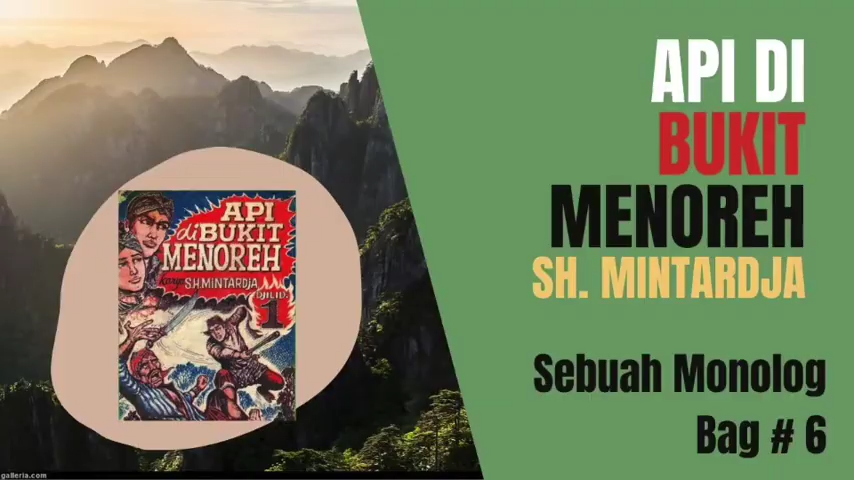 API DI
BUKIT
MENOREH
SH. MINTARDJA
Sebuah Monolog
Bag # 6
API
di BUKIT
MENOREH
Karya SH.MINTARDJA
DJILID:
1
galleria.com